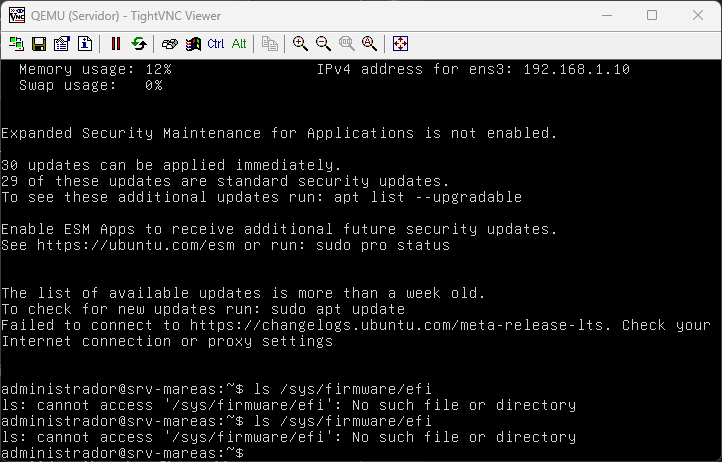 QEMU (Servidor) - TightVNC Viewer
Ctrl Alt
Memory usage: 12% IPv4 address for ens3: 192.168.1.10
Swap usage: 0%
Expanded Security Maintenance for Applications is not enabled.
30 updates can be applied immediately.
29 of these updates are standard security updates.
To see these additional updates run: apt list --upgradable
Enable ESM Apps to receive additional future security updates.
See https://ubuntu.com/esm or run: sudo pro status
The list of available updates is more than a week old.
To check for new updates run: sudo apt update
Failed to connect to https://changelogs.ubuntu.com/meta-release-lts. Check your
Internet connection or proxy settings
administrador@srv-mareas:~$ ls /sys/firmware/efi
ls: cannot access '/sys/firmware/efi': No such file or directory
administrador@srv-mareas:~$ ls /sys/firmware/efi
ls: cannot access '/sys/firmware/efi': No such file or directory
administrador@srv-mareas:~$